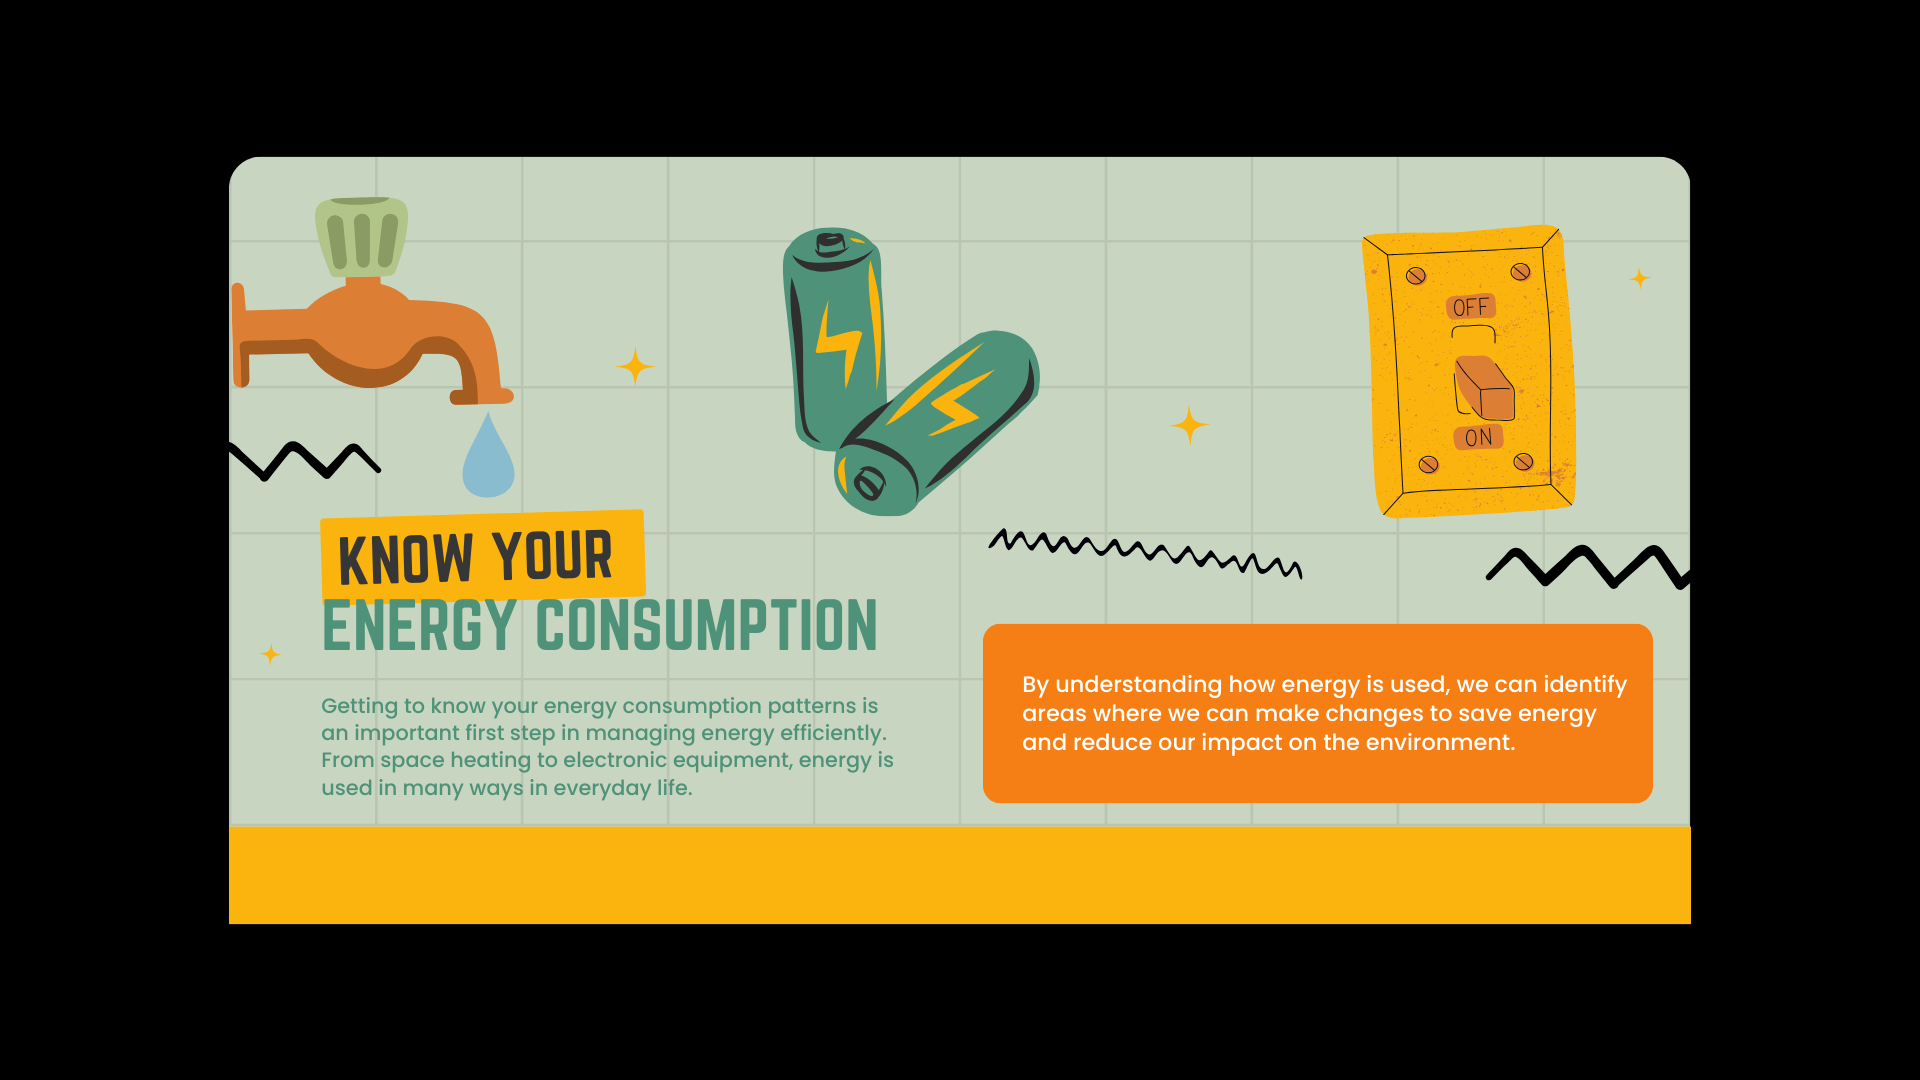 OFF
ON
KNOW YOUR
ENERGY CONSUMPTION
Getting to know your energy consumption patterns is
an important first step in managing energy efficiently.
From space heating to electronic equipment, energy is
used in many ways in everyday life.
By understanding how energy is used, we can identify
areas where we can make changes to save energy
and reduce our impact on the environment.